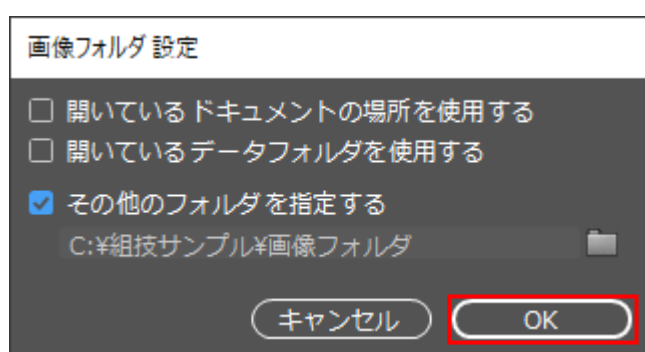 画像フォルダ 設定
開いているドキュメントの場所を使用する
開いているデータフォルダを使用する
その他のフォルダを指定する
C:¥組技サンプル¥画像フォルダ
キャンセル OK